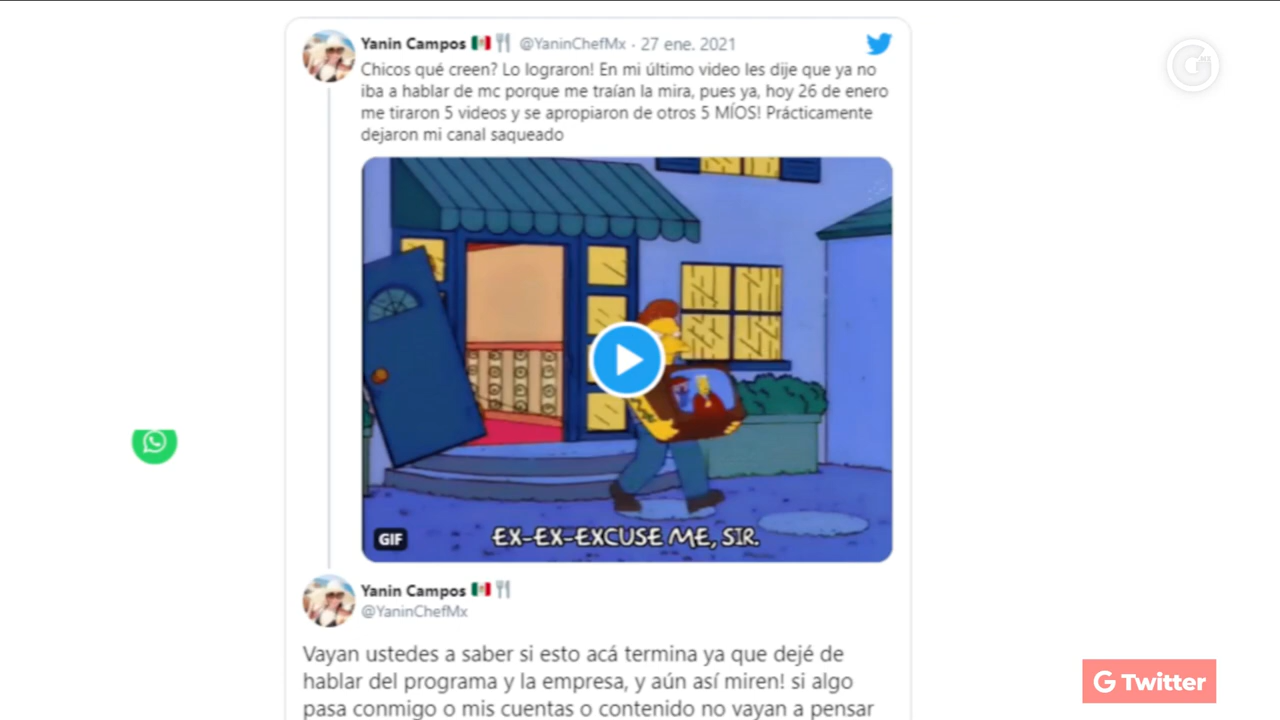 Yanin Campos 🇲🇽🍴 @YaninChefMx · 27 ene. 2021
Chicos qué creen? Lo lograron! En mi último video les dije que ya no
iba a hablar de mc porque me traían la mira, pues ya, hoy 26 de enero
me tiraron 5 videos y se apropiaron de otros 5 MÍOS! Prácticamente
dejaron mi canal saqueado
EX-EX-EXCUSE ME, SIR.
GIF
Yanin Campos 🇲🇽🍴
@YaninChefMx
Vayan ustedes a saber si esto acá termina ya que dejé de
hablar del programa y la empresa, y aún así miren! si algo
pasa conmigo o mis cuentas o contenido no vayan a pensar
G Twitter